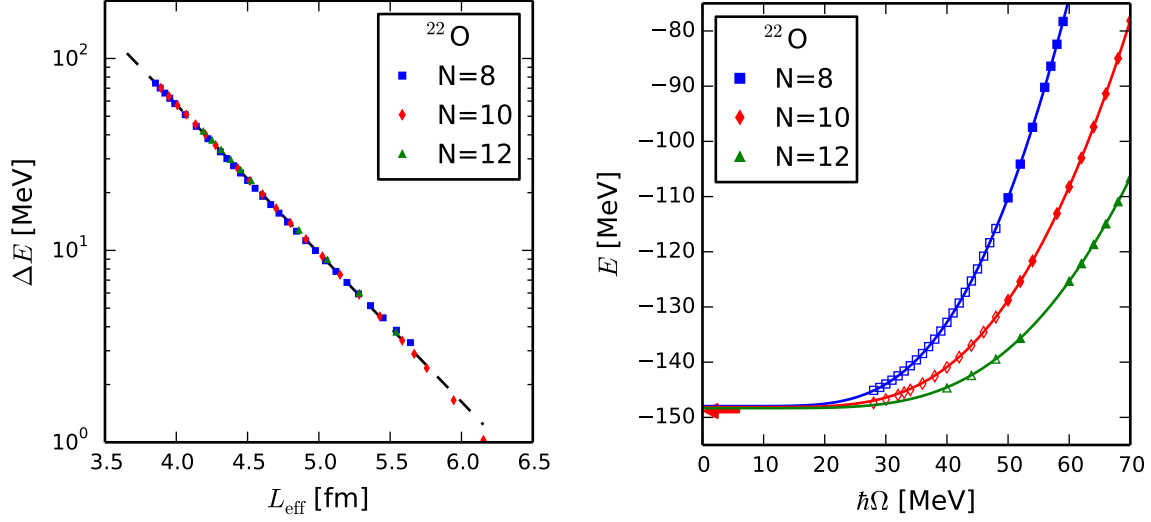 10²
10¹
10⁰
ΔE [MeV]
²²O
N=8
N=10
N=12
3.5 4.0 4.5 5.0 5.5 6.0 6.5
L_eff [fm]
−80
−90
−100
−110
−120
−130
−140
−150
E [MeV]
²²O
N=8
N=10
N=12
0 10 20 30 40 50 60 70
ℏΩ [MeV]